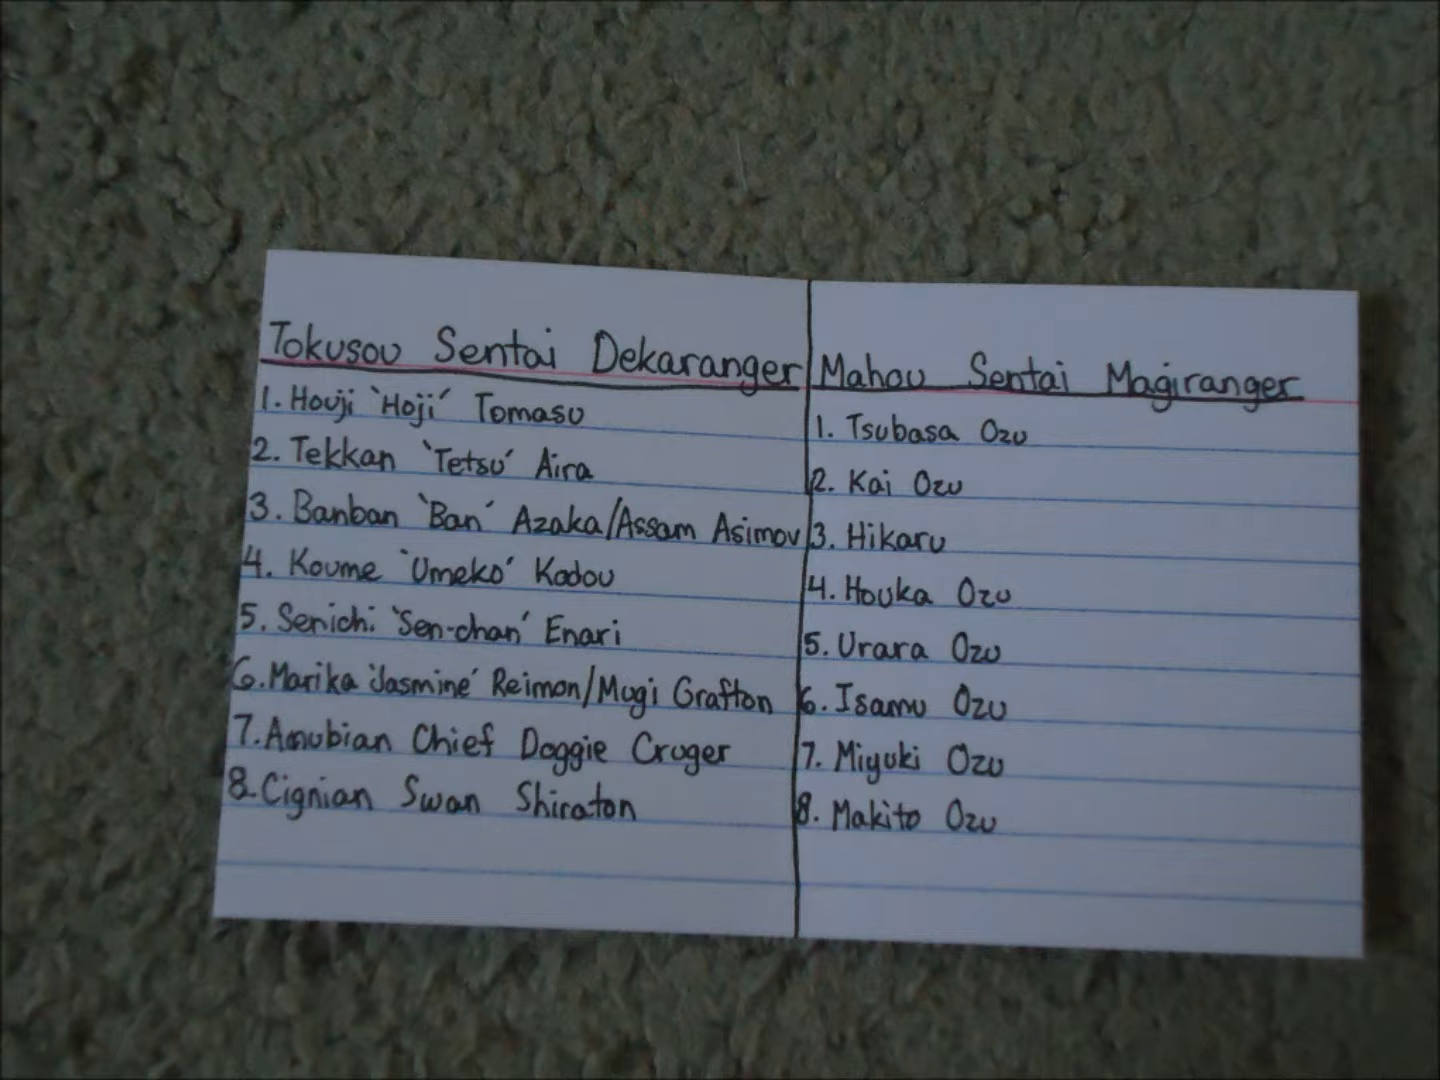 Tokusou Sentai Dekaranger
1. Houji `Hoji´ Tomasu
2. Tekkan `Tetsu´ Aira
3. Banban `Ban´ Azaka/Assam Asimov
4. Koume `Umeko´ Kodou
5. Senichi `Sen-chan´ Enari
6. Marika `Jasmine´ Reimon/Mugi Grafton
7. Anubian Chief Doggie Cruger
8. Cignian Swan Shiraton
Mahou Sentai Magiranger
1. Tsubasa Ozu
2. Kai Ozu
3. Hikaru
4. Houka Ozu
5. Urara Ozu
6. Isamu Ozu
7. Miyuki Ozu
8. Makito Ozu